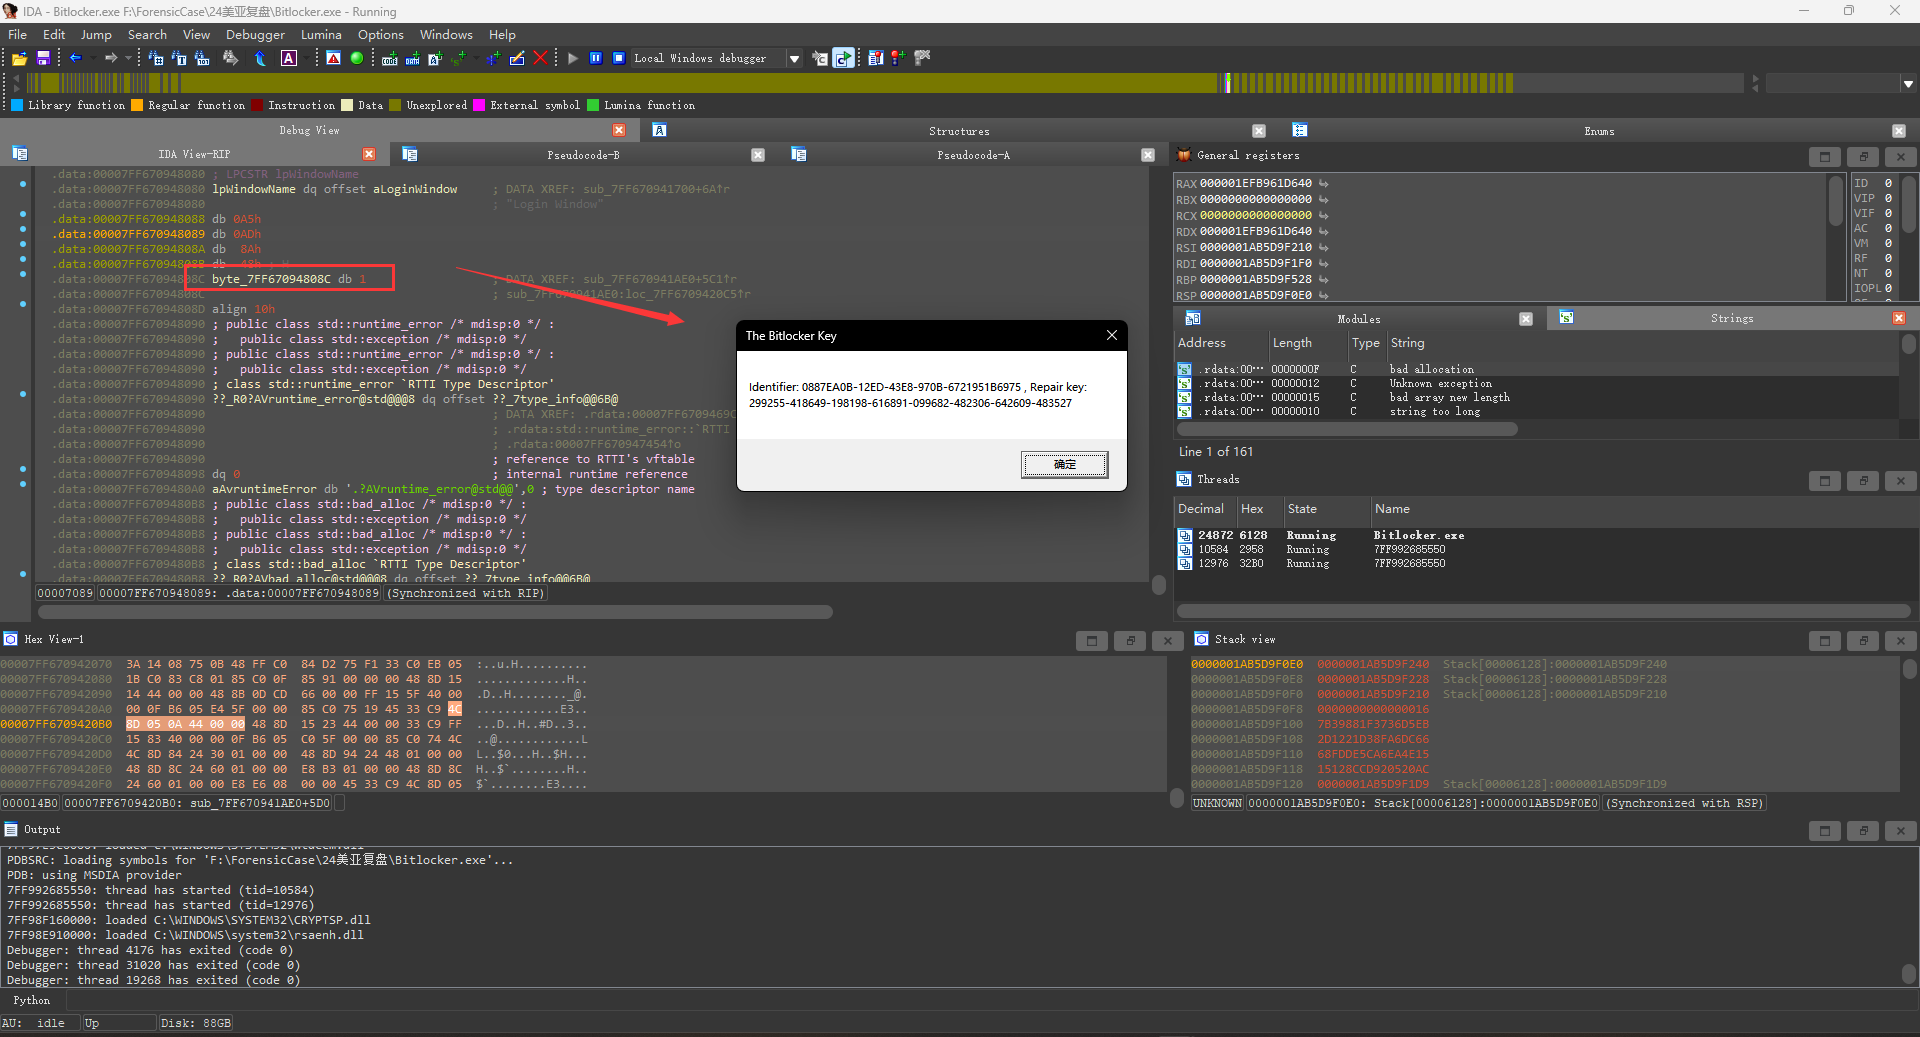 IDA - Bitlocker.exe F:\ForensicCase\24美亚复盘\Bitlocker.exe - Running
File Edit Jump Search View Debugger Lumina Options Windows Help
Local Windows debugger
Library function Regular function Instruction Data Unexplored External symbol Lumina function
Debug View Structures Enums
IDA View-RIP Pseudocode-B Pseudocode-A
.data:00007FF670948080 ; LPCSTR lpWindowName
.data:00007FF670948080 lpWindowName dq offset aLoginWindow ; DATA XREF: sub_7FF670941700+6A↑r
.data:00007FF670948080 ; "Login Window"
.data:00007FF670948088 db 0A5h
.data:00007FF670948089 db 0ADh
.data:00007FF67094808A db 8Ah
.data:00007FF67094808B db 48h ; H
.data:00007FF67094808C byte_7FF67094808C db 1 ; DATA XREF: sub_7FF670941AE0+5C1↑r
.data:00007FF67094808C ; sub_7FF670941AE0:loc_7FF6709420C5↑r
.data:00007FF67094808D align 10h
.data:00007FF670948090 ; public class std::runtime_error /* mdisp:0 */ :
.data:00007FF670948090 ;   public class std::exception /* mdisp:0 */
.data:00007FF670948090 ; public class std::runtime_error /* mdisp:0 */ :
.data:00007FF670948090 ;   public class std::exception /* mdisp:0 */
.data:00007FF670948090 ; class std::runtime_error `RTTI Type Descriptor'
.data:00007FF670948090 ??_R0?AVruntime_error@std@@@8 dq offset ??_7type_info@@6B@
.data:00007FF670948090 ; DATA XREF: .rdata:00007FF6709469C
.data:00007FF670948090 ; .rdata:std::runtime_error::`RTTI
.data:00007FF670948090 ; .rdata:00007FF670947454↑o
.data:00007FF670948090 ; reference to RTTI's vftable
.data:00007FF670948098 dq 0 ; internal runtime reference
.data:00007FF6709480A0 aAvruntimeError db '.?AVruntime_error@std@@',0 ; type descriptor name
.data:00007FF6709480B8 ; public class std::bad_alloc /* mdisp:0 */ :
.data:00007FF6709480B8 ;   public class std::exception /* mdisp:0 */
.data:00007FF6709480B8 ; public class std::bad_alloc /* mdisp:0 */ :
.data:00007FF6709480B8 ;   public class std::exception /* mdisp:0 */
.data:00007FF6709480B8 ; class std::bad_alloc `RTTI Type Descriptor'
.data:00007FF6709480B8 ??_R0?AVbad_alloc@std@@@8 dq offset ??_7type_info@@6B@
00007089 00007FF670948089: .data:00007FF670948089 (Synchronized with RIP)
The Bitlocker Key
Identifier: 0887EA0B-12ED-43E8-970B-6721951B6975 , Repair key:
299255-418649-198198-616891-099682-482306-642609-483527
确定
General registers
RAX 000001EFB961D640
RBX 0000000000000000
RCX 0000000000000000
RDX 000001EFB961D640
RSI 0000001AB5D9F210
RDI 0000001AB5D9F1F0
RBP 0000001AB5D9F528
RSP 0000001AB5D9F0E0
ID 0
VIP 0
VIF 0
AC 0
VM 0
RF 0
NT 0
IOPL 0
Modules Strings
Address Length Type String
.rdata:00··· 0000000F C bad allocation
.rdata:00··· 00000012 C Unknown exception
.rdata:00··· 00000015 C bad array new length
.rdata:00··· 00000010 C string too long
Line 1 of 161
Threads
Decimal Hex State Name
24872 6128 Running Bitlocker.exe
10584 2958 Running 7FF992685550
12976 32B0 Running 7FF992685550
Hex View-1
00007FF670942070 3A 14 08 75 0B 48 FF C0 84 D2 75 F1 33 C0 EB 05 :..u.H..........
00007FF670942080 1B C0 83 C8 01 85 C0 0F 85 91 00 00 00 48 8D 15 .............H..
00007FF670942090 14 44 00 00 48 8B 0D CD 66 00 00 FF 15 5F 40 00 .D..H........_@.
00007FF6709420A0 00 0F B6 05 E4 5F 00 00 85 C0 75 19 45 33 C9 4C ............E3..
00007FF6709420B0 8D 05 0A 44 00 00 48 8D 15 23 44 00 00 33 C9 FF ...D..H..#D..3..
00007FF6709420C0 15 83 40 00 00 0F B6 05 C0 5F 00 00 85 C0 74 4C ..@............L
00007FF6709420D0 4C 8D 84 24 30 01 00 00 48 8D 94 24 48 01 00 00 L..$0...H..$H...
00007FF6709420E0 48 8D 8C 24 60 01 00 00 E8 B3 01 00 00 48 8D 8C H..$`........H..
00007FF6709420F0 24 60 01 00 00 E8 E6 08 00 00 45 33 C9 4C 8D 05 $`........E3....
000014B0 00007FF6709420B0: sub_7FF670941AE0+5D0
Stack view
0000001AB5D9F0E0 0000001AB5D9F240 Stack[00006128]:0000001AB5D9F240
0000001AB5D9F0E8 0000001AB5D9F228 Stack[00006128]:0000001AB5D9F228
0000001AB5D9F0F0 0000001AB5D9F210 Stack[00006128]:0000001AB5D9F210
0000001AB5D9F0F8 0000000000000016
0000001AB5D9F100 7B39881F3736D5EB
0000001AB5D9F108 2D1221D38FA6DC66
0000001AB5D9F110 68FDDE5CA6EA4E15
0000001AB5D9F118 15128CCD920520AC
0000001AB5D9F120 0000001AB5D9F1D9 Stack[00006128]:0000001AB5D9F1D9
UNKNOWN 0000001AB5D9F0E0: Stack[00006128]:0000001AB5D9F0E0 (Synchronized with RSP)
Output
PDBSRC: loading symbols for 'F:\ForensicCase\24美亚复盘\Bitlocker.exe'...
PDB: using MSDIA provider
7FF992685550: thread has started (tid=10584)
7FF992685550: thread has started (tid=12976)
7FF98F160000: loaded C:\WINDOWS\SYSTEM32\CRYPTSP.dll
7FF98E910000: loaded C:\WINDOWS\system32\rsaenh.dll
Debugger: thread 4176 has exited (code 0)
Debugger: thread 31020 has exited (code 0)
Debugger: thread 19268 has exited (code 0)
Python
AU: idle Up Disk: 88GB